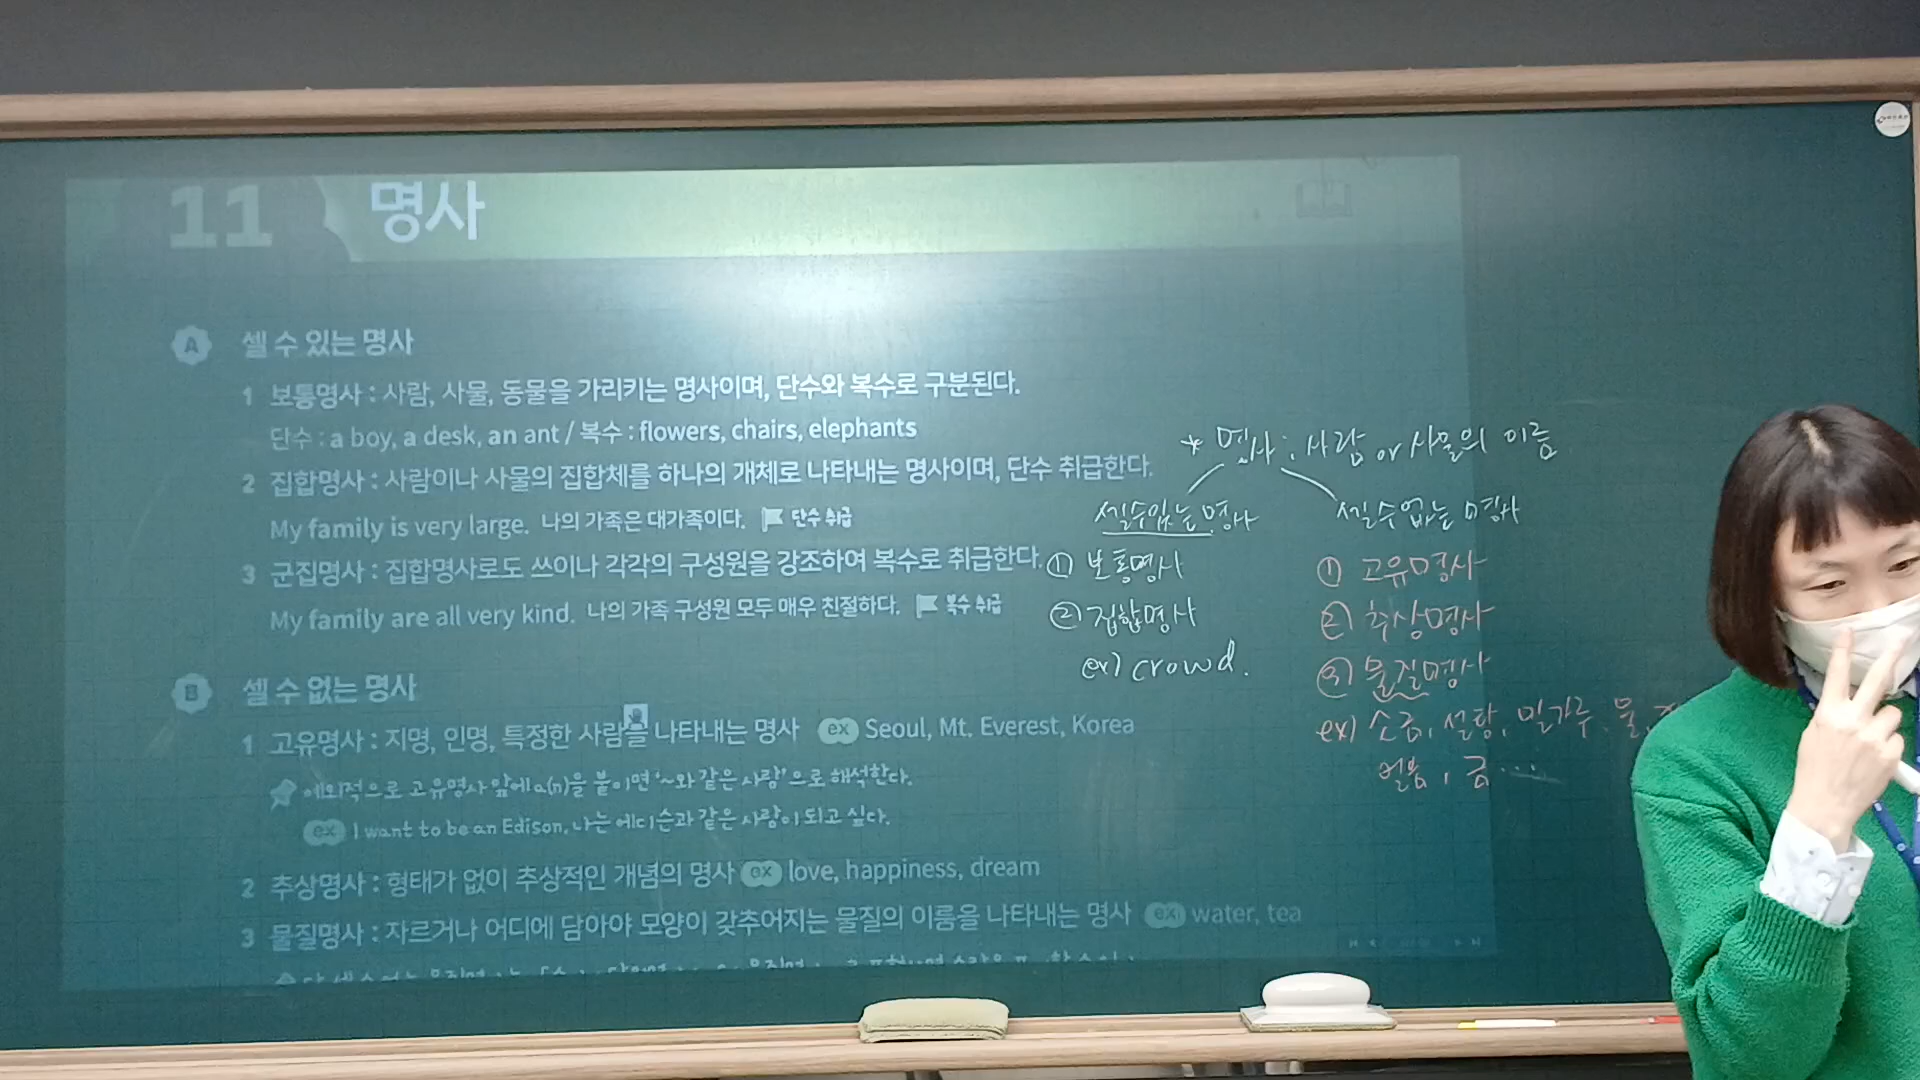 11 명사
A 셀 수 있는 명사
1 보통명사 : 사람, 사물, 동물을 가리키는 명사이며, 단수와 복수로 구분된다.
단수 : a boy, a desk, an ant / 복수 : flowers, chairs, elephants
2 집합명사 : 사람이나 사물의 집합체를 하나의 개체로 나타내는 명사이며, 단수 취급한다.
My family is very large. 나의 가족은 대가족이다. 단수 취급
3 군집명사 : 집합명사로도 쓰이나 각각의 구성원을 강조하여 복수로 취급한다.
My family are all very kind. 나의 가족 구성원 모두 매우 친절하다. 복수 취급
B 셀 수 없는 명사
1 고유명사 : 지명, 인명, 특정한 사람을 나타내는 명사 ex Seoul, Mt. Everest, Korea
예외적으로 고유명사 앞에 a(n)을 붙이면 '~와 같은 사람'으로 해석한다.
ex I want to be an Edison. 나는 에디슨과 같은 사람이 되고 싶다.
2 추상명사 : 형태가 없이 추상적인 개념의 명사 ex love, happiness, dream
3 물질명사 : 자르거나 어디에 담아야 모양이 갖추어지는 물질의 이름을 나타내는 명사 ex water, tea
* 명사 : 사람 or 사물의 이름
셀 수 있는 명사
① 보통명사
② 집합명사
ex) crowd.
셀 수 없는 명사
① 고유명사
② 추상명사
③ 물질명사
ex) 소금, 설탕, 밀가루, 물,
얼음, 금 ...